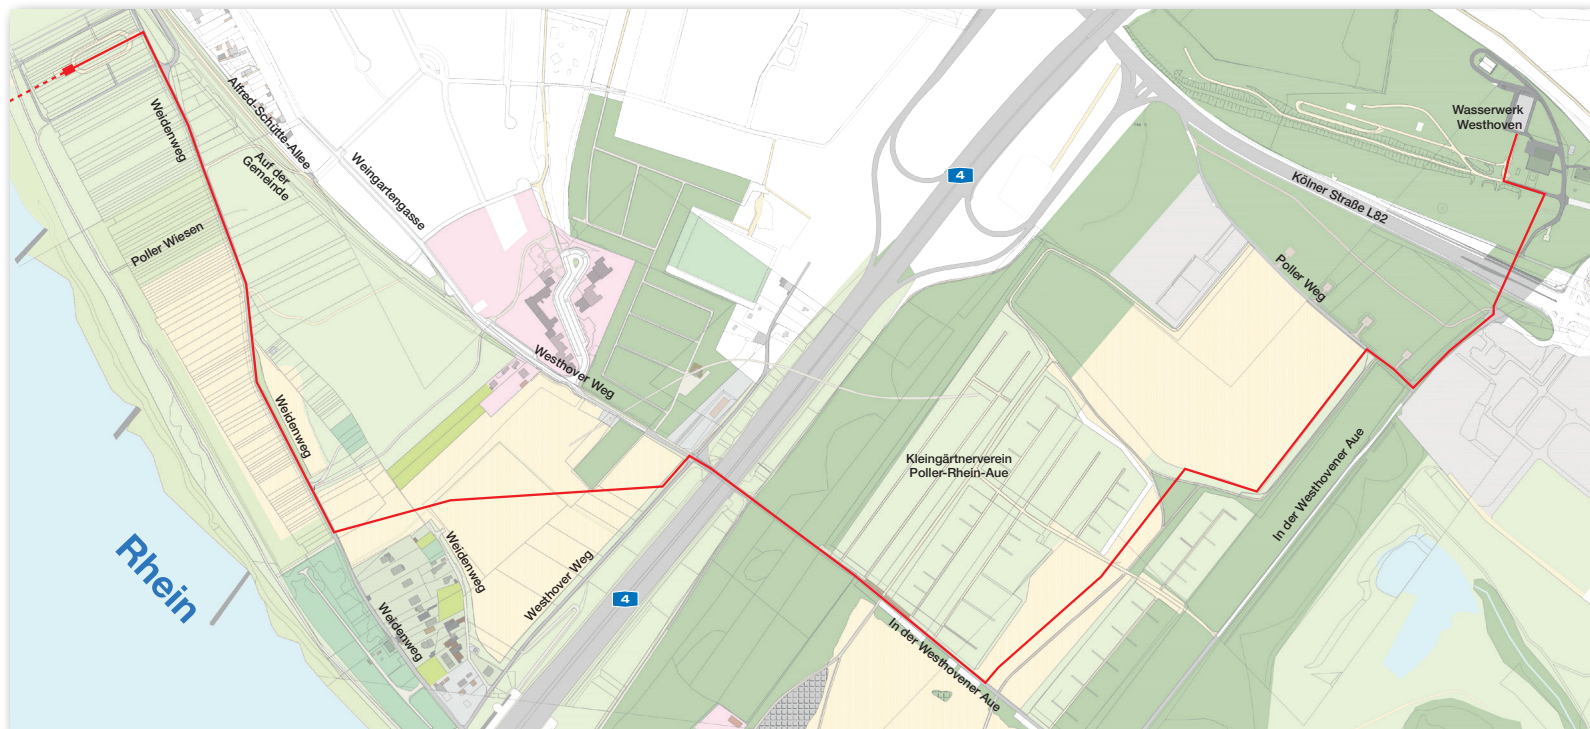 Wasserwerk
Westhoven
Alfred-Schütte-Allee
Weidenweg
Auf der
Gemeinde
Weingartengasse
4
Kölner Straße L82
Poller Wiesen
Poller Weg
Westhover Weg
Weidenweg
Kleingärtnerverein
Poller-Rhein-Aue
In der Westhovener Aue
Rhein
Weidenweg
Westhover Weg
4
Weidenweg
In der Westhovener Aue